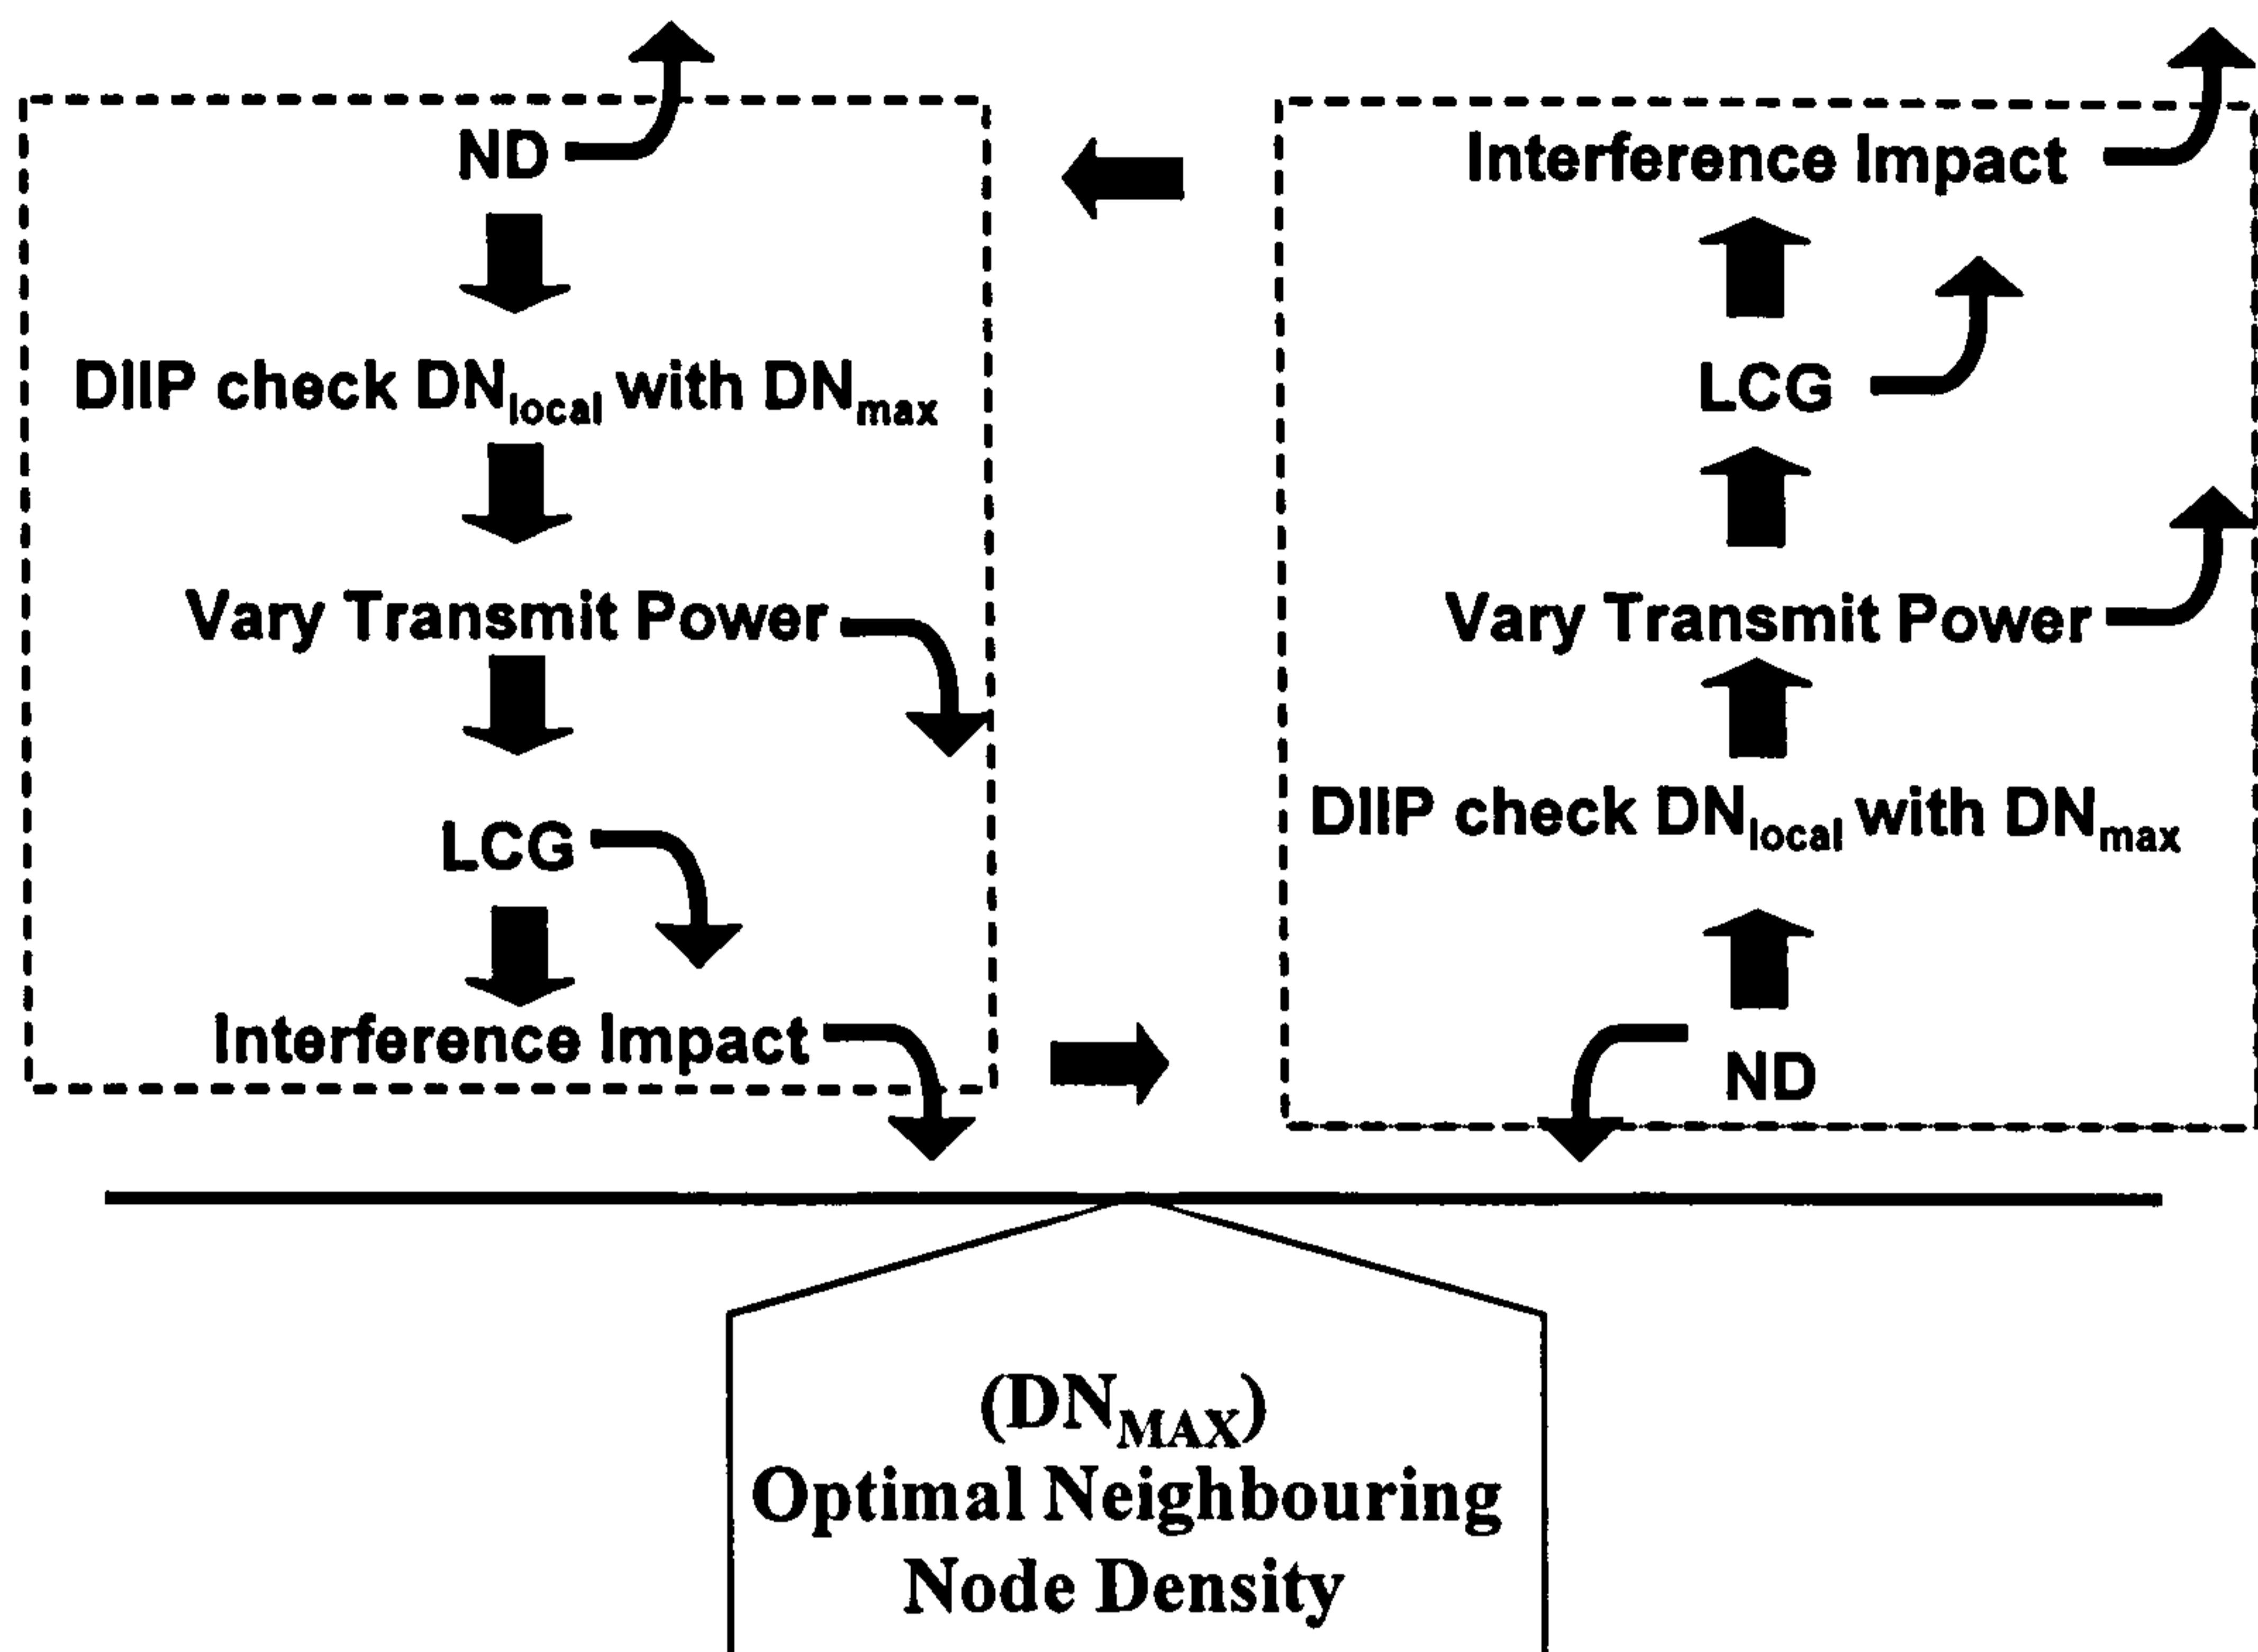 ND
DIIP check DNlocal with DNmax
Vary Transmit Power
LCG
Interference Impact
Interference Impact
LCG
Vary Transmit Power
DIIP check DNlocal with DNmax
ND
(DNMAX)
Optimal Neighbouring
Node Density